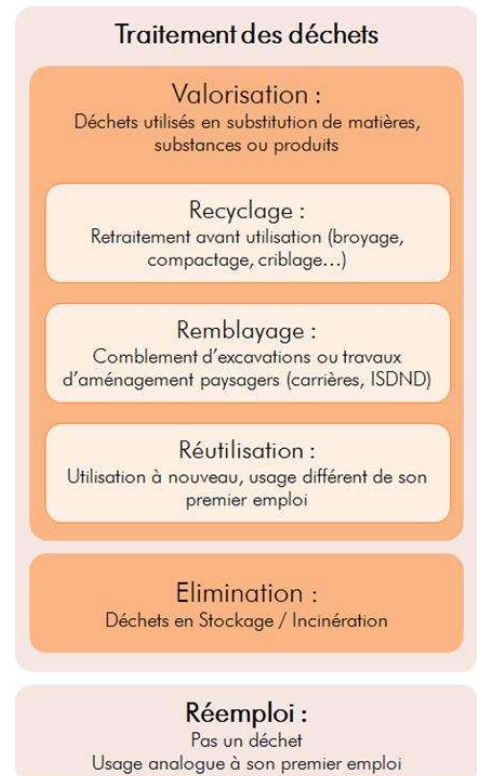 Traitement des déchets
Valorisation :
Déchets utilisés en substitution de matières,
substances ou produits
Recyclage :
Retraitement avant utilisation (broyage,
compactage, criblage…)
Remblayage :
Comblement d’excavations ou travaux
d’aménagement paysagers (carrières, ISDND)
Réutilisation :
Utilisation à nouveau, usage différent de son
premier emploi
Elimination :
Déchets en Stockage / Incinération
Réemploi :
Pas un déchet
Usage analogue à son premier emploi